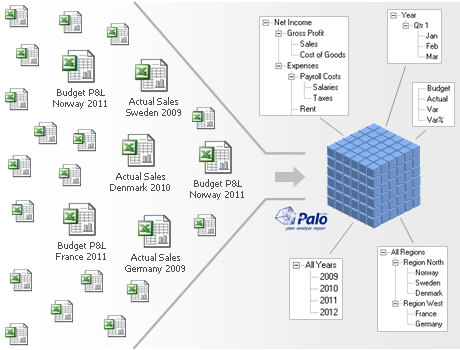 Budget P&L
Norway 2011
Actual Sales
Sweden 2009
Actual Sales
Denmark 2010
Budget P&L
Norway 2011
Budget P&L
France 2011
Actual Sales
Germany 2009
Net Income
Gross Profit
Sales
Cost of Goods
Expenses
Payroll Costs
Salaries
Taxes
Rent
Year
Qtr 1
Jan
Feb
Mar
Budget
Actual
Var
Var%
Palo
plan analyse report
All Years
2009
2010
2011
2012
All Regions
Region North
Norway
Sweden
Denmark
Region West
France
Germany